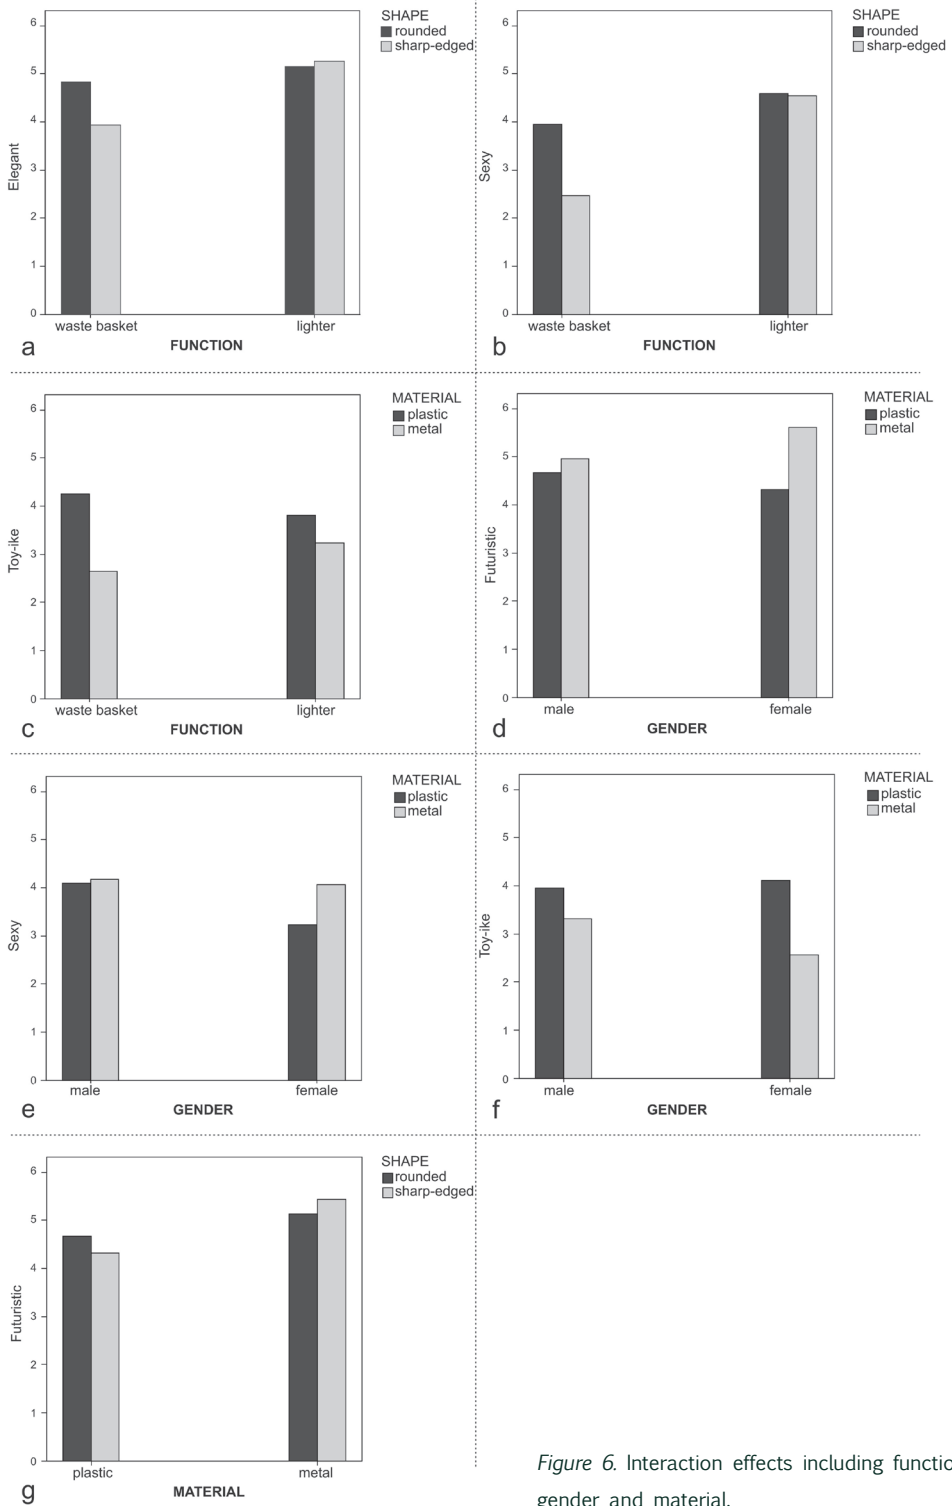 SHAPE
rounded
sharp-edged
6
5
4
3
2
1
0
Elegant
waste basket lighter
FUNCTION
a
SHAPE
rounded
sharp-edged
6
5
4
3
2
1
0
Sexy
waste basket lighter
FUNCTION
b
MATERIAL
plastic
metal
6
5
4
3
2
1
0
Toy-ike
waste basket lighter
FUNCTION
c
MATERIAL
plastic
metal
6
5
4
3
2
1
0
Futuristic
male female
GENDER
d
MATERIAL
plastic
metal
6
5
4
3
2
1
0
Sexy
male female
GENDER
e
MATERIAL
plastic
metal
6
5
4
3
2
1
0
Toy-ike
male female
GENDER
f
SHAPE
rounded
sharp-edged
6
5
4
3
2
1
0
Futuristic
plastic metal
MATERIAL
g
Figure 6. Interaction effects including functio
gender and material.